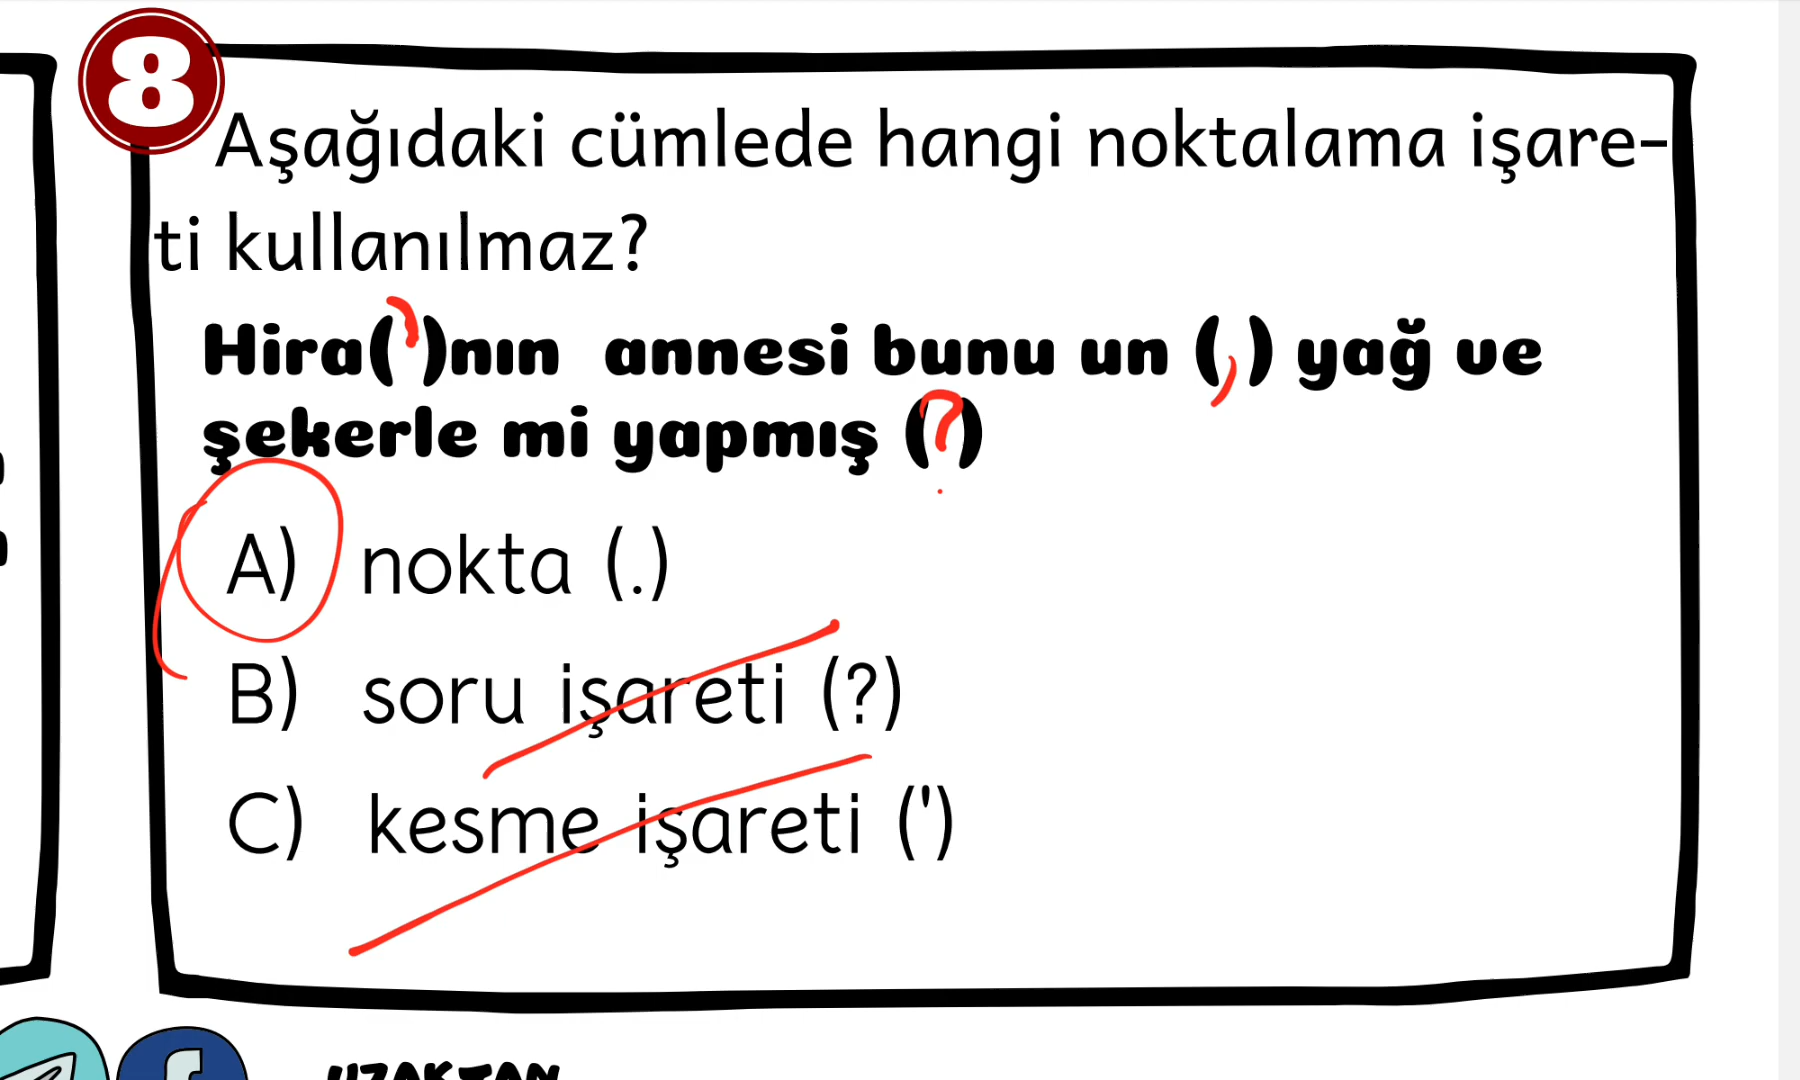 8
Aşağıdaki cümlede hangi noktalama işare-
ti kullanılmaz?
Hira(')nın annesi bunu un (,) yağ ve
şekerle mi yapmış (?)
A) nokta (.)
B) soru işareti (?)
C) kesme işareti (')
UZAKTAN